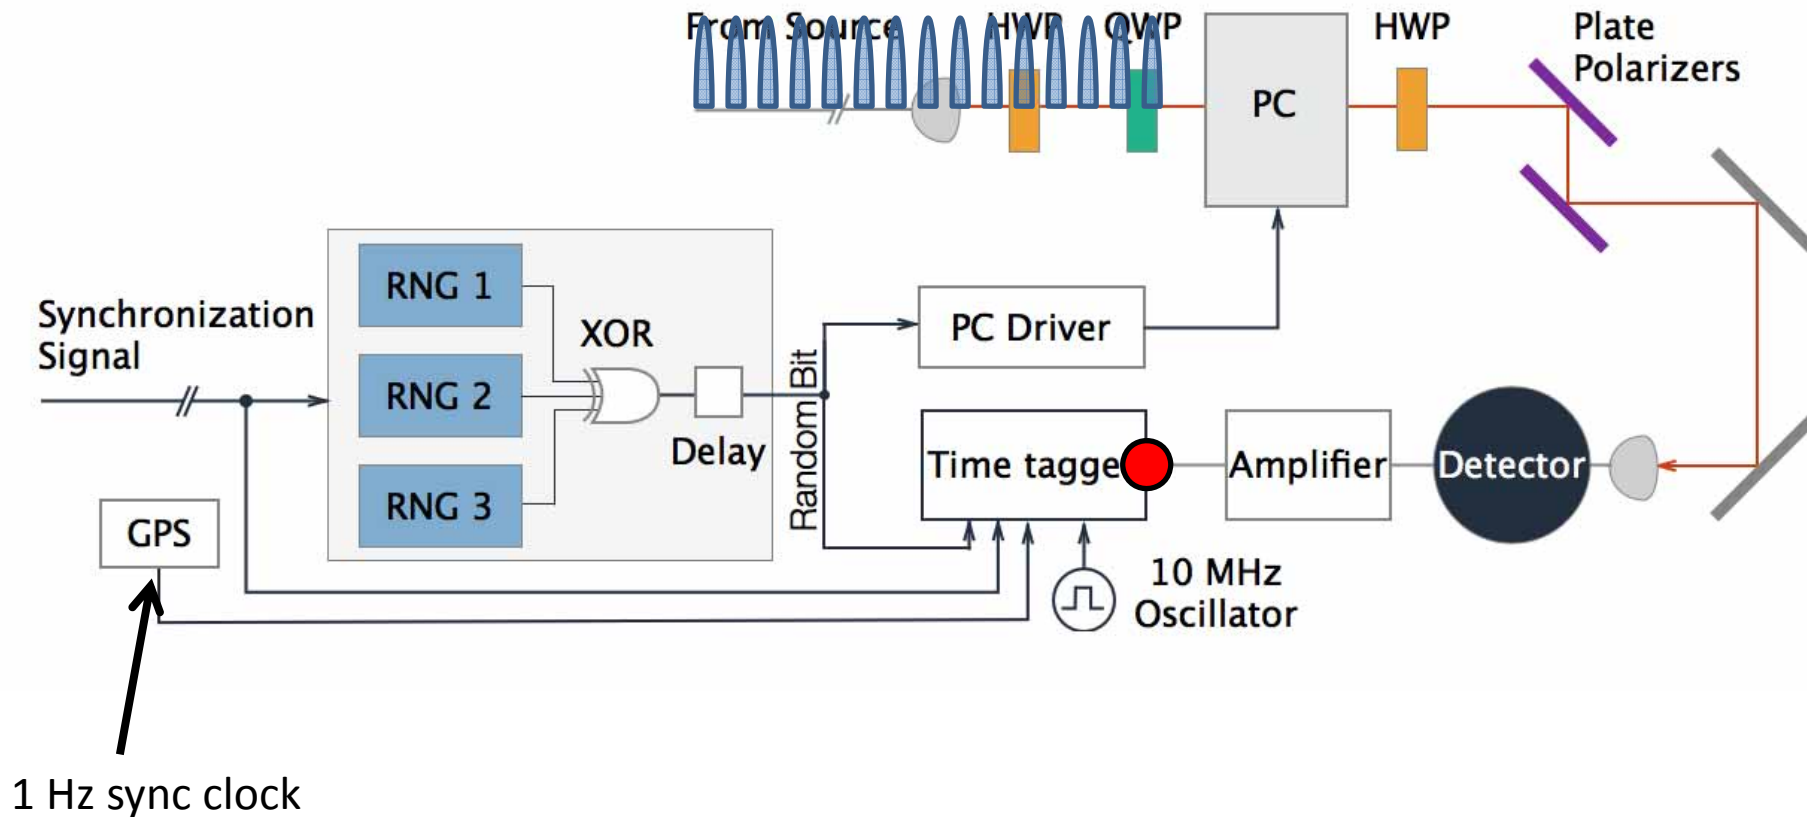 From Source
HWP
QWP
PC
HWP
Plate
Polarizers
Synchronization
Signal
RNG 1
RNG 2
RNG 3
XOR
Delay
Random Bit
PC Driver
Time tagge
Amplifier
Detector
GPS
10 MHz
Oscillator
1 Hz sync clock